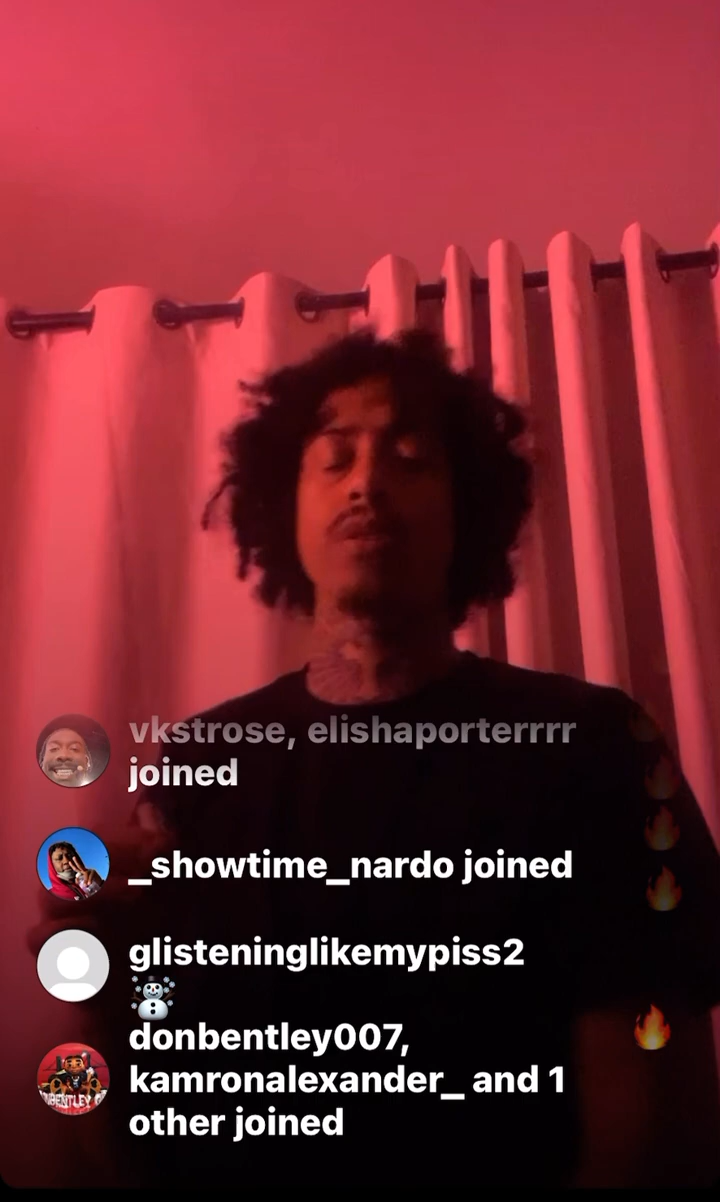 vkstrose, elishaporterrrr
joined
_showtime_nardo joined
glisteninglikemypiss2
☃️
donbentley007,
kamronalexander_ and 1
other joined